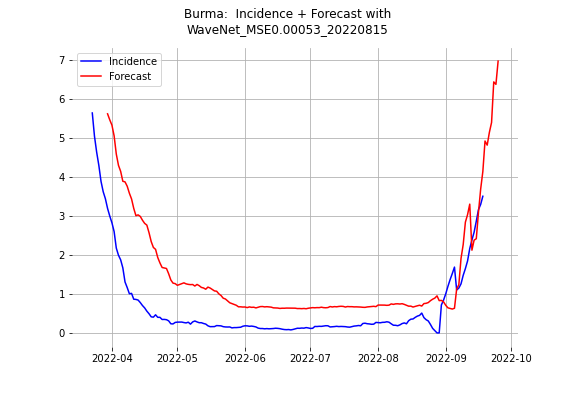 Burma:  Incidence + Forecast with
WaveNet_MSE0.00053_20220815
Incidence
Forecast
7
6
5
4
3
2
1
0
2022-04 2022-05 2022-06 2022-07 2022-08 2022-09 2022-10